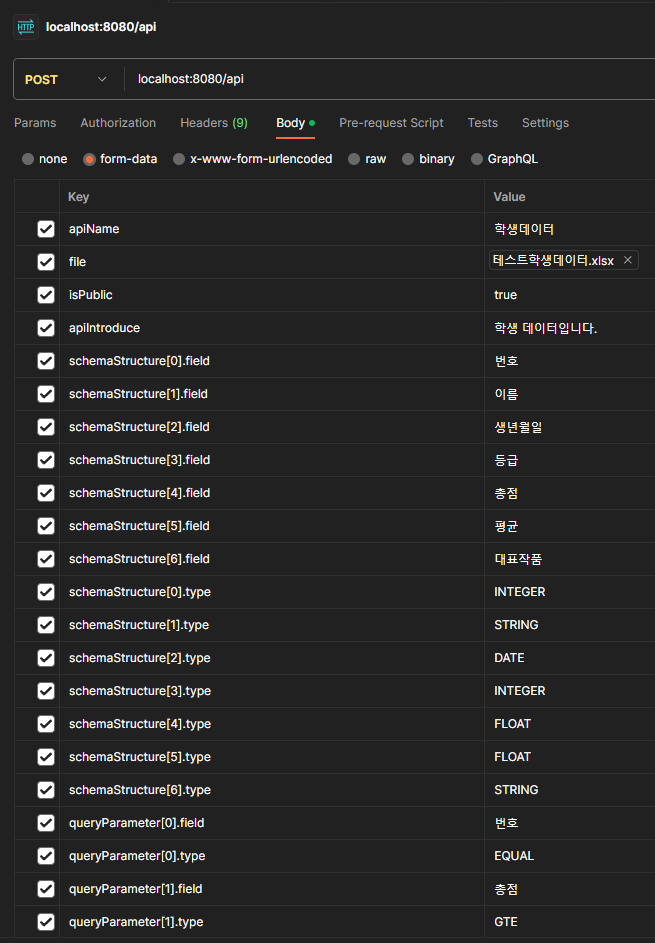 HTTP localhost:8080/api
POST localhost:8080/api
Params Authorization Headers (9) Body Pre-request Script Tests Settings
none form-data x-www-form-urlencoded raw binary GraphQL
Key Value
apiName 학생데이터
file 테스트학생데이터.xlsx
isPublic true
apiIntroduce 학생 데이터입니다.
schemaStructure[0].field 번호
schemaStructure[1].field 이름
schemaStructure[2].field 생년월일
schemaStructure[3].field 등급
schemaStructure[4].field 총점
schemaStructure[5].field 평균
schemaStructure[6].field 대표작품
schemaStructure[0].type INTEGER
schemaStructure[1].type STRING
schemaStructure[2].type DATE
schemaStructure[3].type INTEGER
schemaStructure[4].type FLOAT
schemaStructure[5].type FLOAT
schemaStructure[6].type STRING
queryParameter[0].field 번호
queryParameter[0].type EQUAL
queryParameter[1].field 총점
queryParameter[1].type GTE